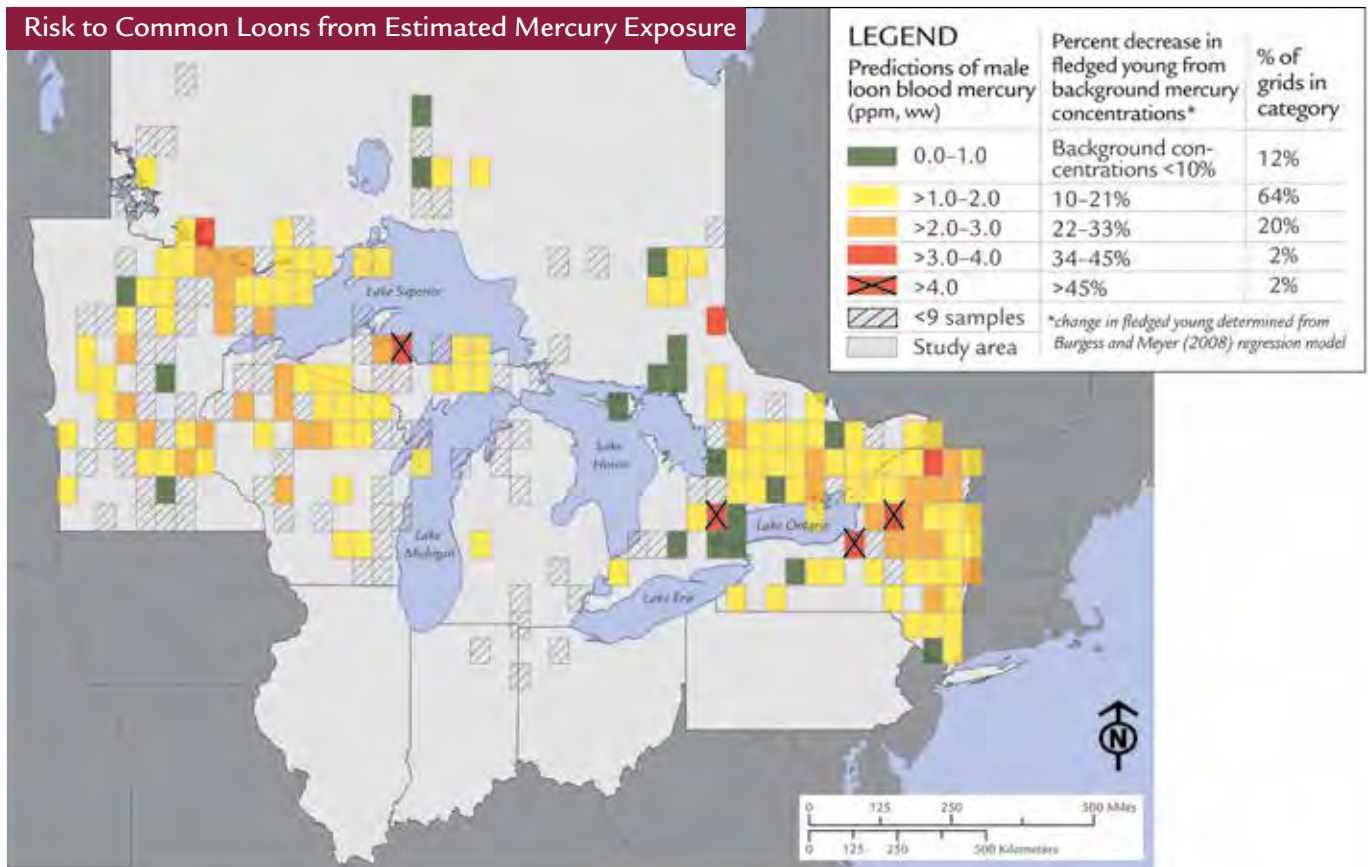 Risk to Common Loons from Estimated Mercury Exposure
LEGEND
Predictions of male
loon blood mercury
(ppm, ww)
Percent decrease in
fledged young from
background mercury
concentrations*
% of
grids in
category
0.0–1.0
Background con-
centrations <10%
12%
>1.0–2.0
10–21%
64%
>2.0–3.0
22–33%
20%
>3.0–4.0
34–45%
2%
>4.0
>45%
2%
<9 samples
Study area
*change in fledged young determined from
Burgess and Meyer (2008) regression model
Lake Superior
Lake
Huron
Lake
Michigan
Lake Ontario
Lake Erie
N
0 125 250 500 Miles
0 125 250 500 Kilometers